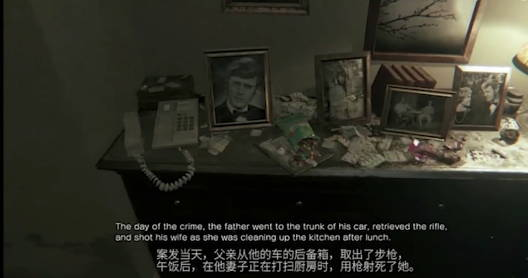 The day of the crime, the father went to the trunk of his car, retrieved the rifle,
and shot his wife as she was cleaning up the kitchen after lunch.
案发当天，父亲从他的车的后备箱，取出了步枪，
午饭后，在他妻子正在打扫厨房时，用枪射死了她。